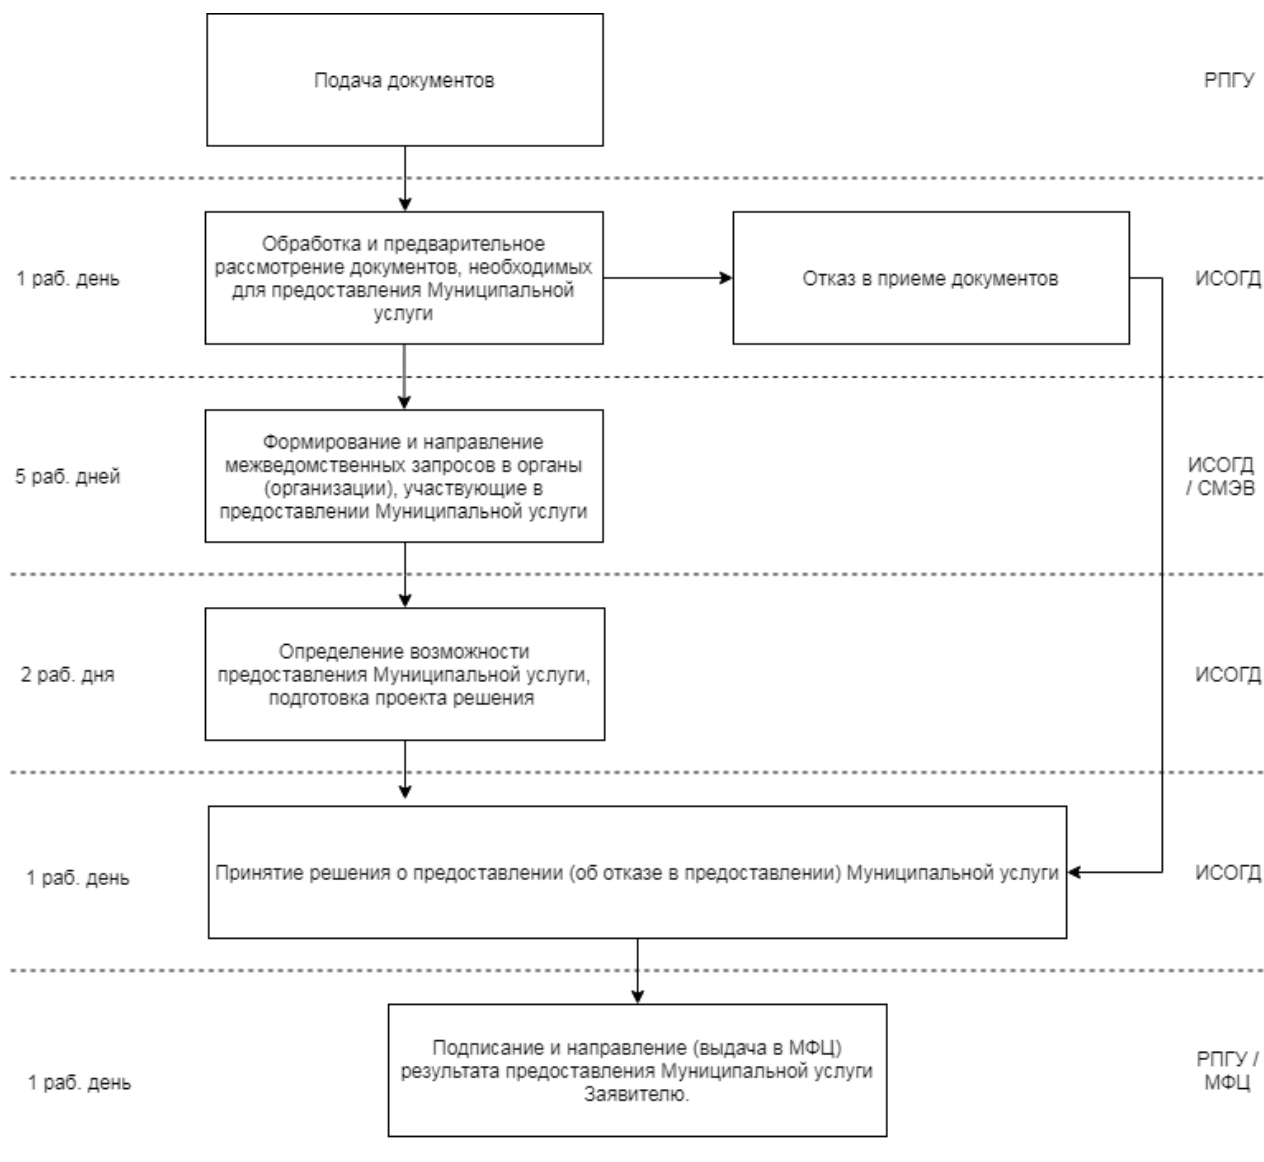 Подача документов
РПГУ
1 раб. день
Обработка и предварительное
рассмотрение документов, необходимых
для предоставления Муниципальной
услуги
Отказ в приеме документов
ИСОГД
5 раб. дней
Формирование и направление
межведомственных запросов в органы
(организации), участвующие в
предоставлении Муниципальной услуги
ИСОГД
/ СМЭВ
2 раб. дня
Определение возможности
предоставления Муниципальной услуги,
подготовка проекта решения
ИСОГД
1 раб. день
Принятие решения о предоставлении (об отказе в предоставлении) Муниципальной услуги
ИСОГД
1 раб. день
Подписание и направление (выдача в МФЦ)
результата предоставления Муниципальной услуги
Заявителю.
РПГУ /
МФЦ